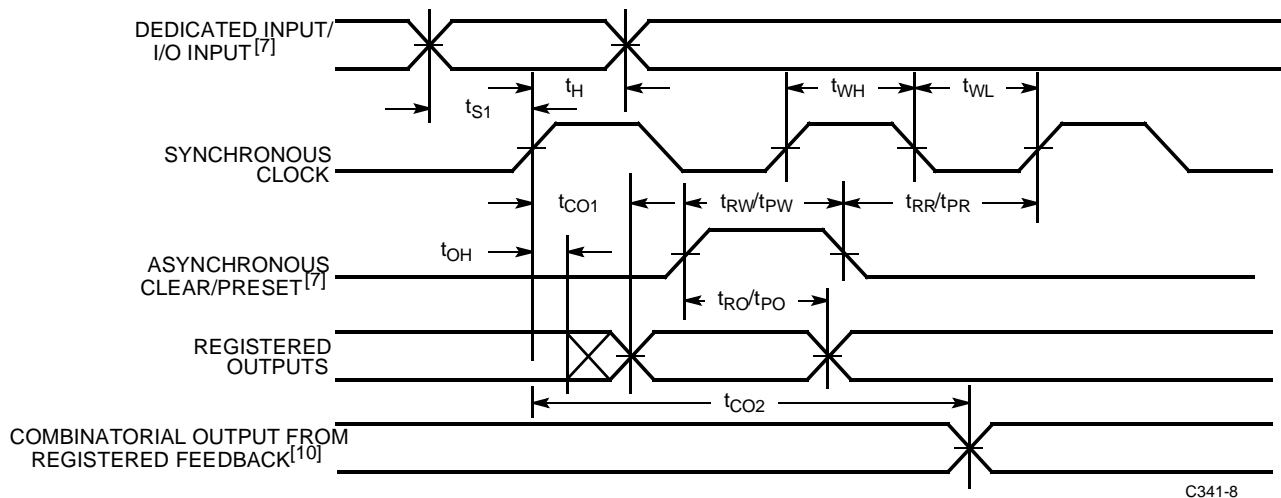 DEDICATED INPUT/
I/O INPUT[7]
tH
tWH
tWL
tS1
SYNCHRONOUS
CLOCK
tCO1
tRW/tPW
tRR/tPR
tOH
ASYNCHRONOUS
CLEAR/PRESET[7]
tRO/tPO
REGISTERED
OUTPUTS
tCO2
COMBINATORIAL OUTPUT FROM
REGISTERED FEEDBACK[10]
C341-8